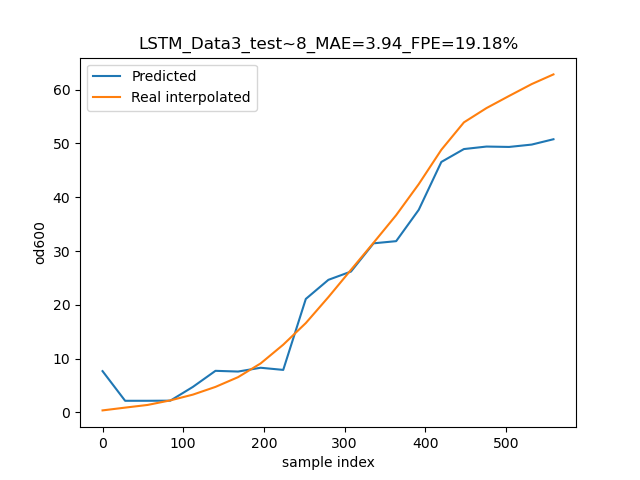 LSTM_Data3_test~8_MAE=3.94_FPE=19.18%
Predicted
Real interpolated
od600
60
50
40
30
20
10
0
0 100 200 300 400 500
sample index